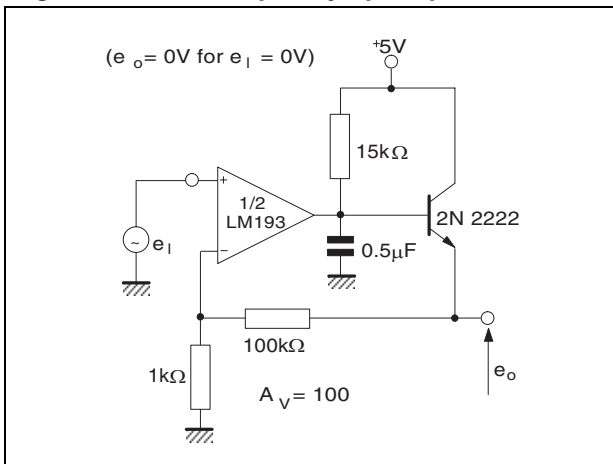 (e o = 0V for e I = 0V)
+5V
15kΩ
+
1/2
LM193
2N 2222
~
e I
−
0.5μF
100kΩ
1kΩ
A V = 100
e o